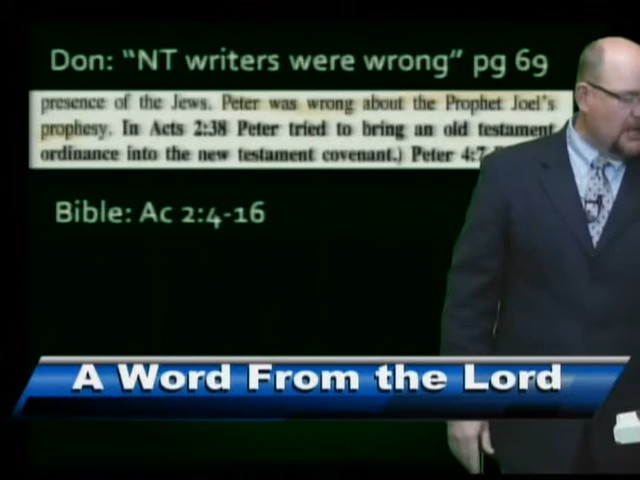 Don: “NT writers were wrong” pg 69
presence of the Jews. Peter was wrong about the Prophet Joel's
prophesy. In Acts 2:38 Peter tried to bring an old testament
ordinance into the new testament covenant.) Peter 4:7
Bible: Ac 2:4-16
A Word From the Lord